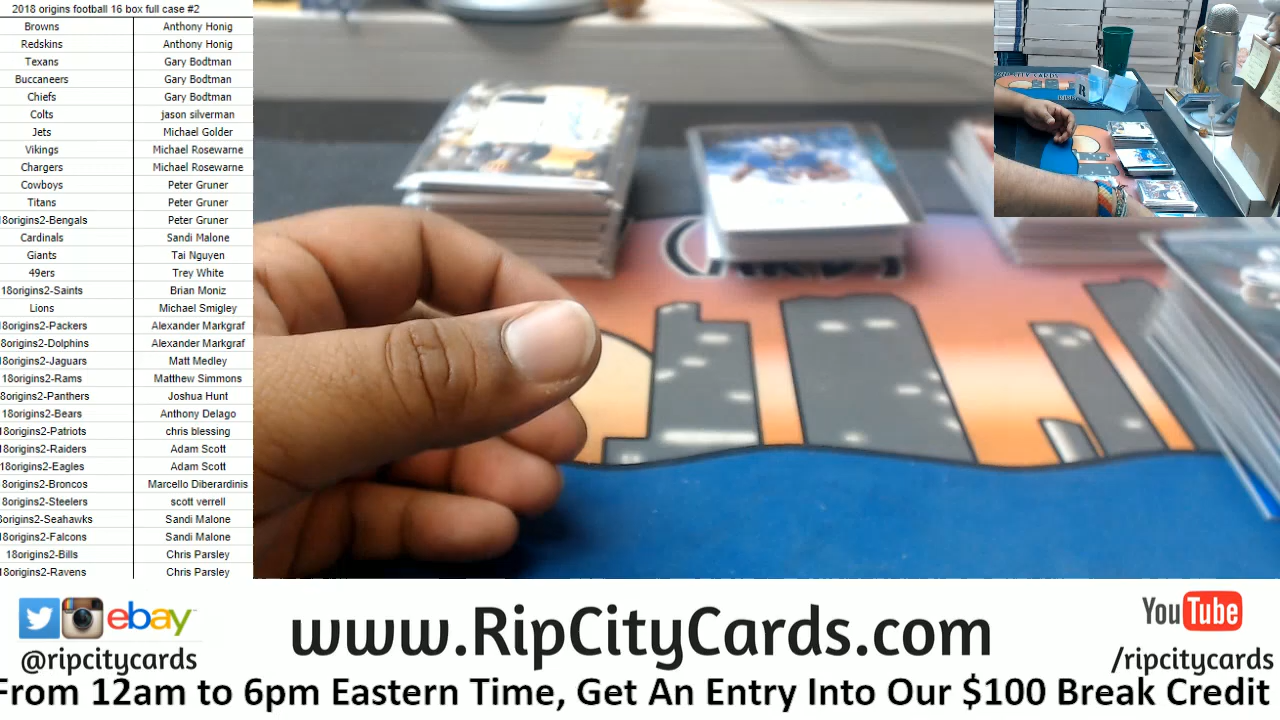 2018 origins football 16 box full case #2
Browns Anthony Honig
Redskins Anthony Honig
Texans Gary Bodtman
Buccaneers Gary Bodtman
Chiefs Gary Bodtman
Colts jason silverman
Jets Michael Golder
Vikings Michael Rosewarne
Chargers Michael Rosewarne
Cowboys Peter Gruner
Titans Peter Gruner
18origins2-Bengals Peter Gruner
Cardinals Sandi Malone
Giants Tai Nguyen
49ers Trey White
18origins2-Saints Brian Moniz
Lions Michael Smigley
18origins2-Packers Alexander Markgraf
8origins2-Dolphins Alexander Markgraf
8origins2-Jaguars Matt Medley
18origins2-Rams Matthew Simmons
8origins2-Panthers Joshua Hunt
18origins2-Bears Anthony Delago
18origins2-Patriots chris blessing
18origins2-Raiders Adam Scott
18origins2-Eagles Adam Scott
8origins2-Broncos Marcello Diberardinis
8origins2-Steelers scott verrell
8origins2-Seahawks Sandi Malone
18origins2-Falcons Sandi Malone
18origins2-Bills Chris Parsley
18origins2-Ravens Chris Parsley
ebay
@ripcitycards
www.RipCityCards.com
YouTube
/ripcitycards
From 12am to 6pm Eastern Time, Get An Entry Into Our $100 Break Credit